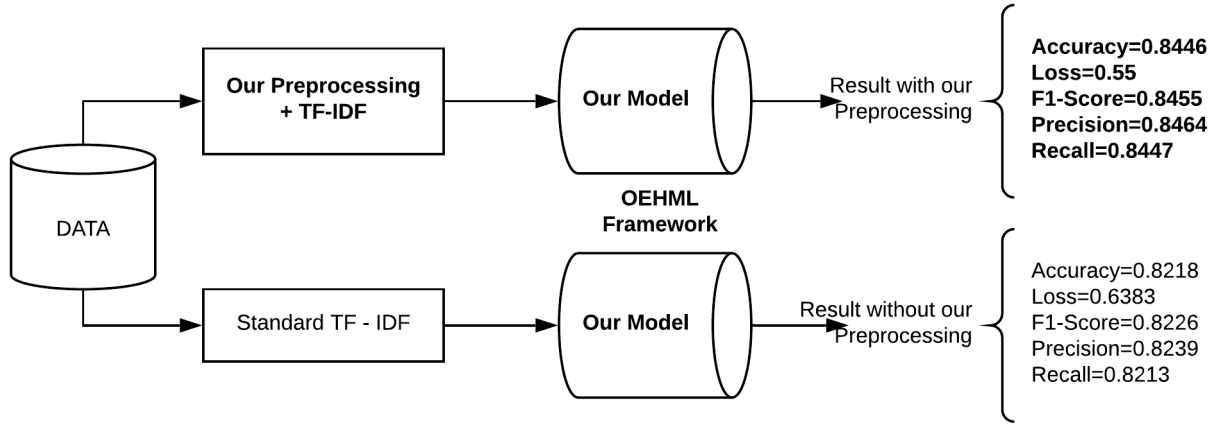 DATA
Our Preprocessing
+ TF-IDF
Our Model
Result with our
Preprocessing
Accuracy=0.8446
Loss=0.55
F1-Score=0.8455
Precision=0.8464
Recall=0.8447
OEHML
Framework
Standard TF - IDF
Our Model
Result without our
Preprocessing
Accuracy=0.8218
Loss=0.6383
F1-Score=0.8226
Precision=0.8239
Recall=0.8213